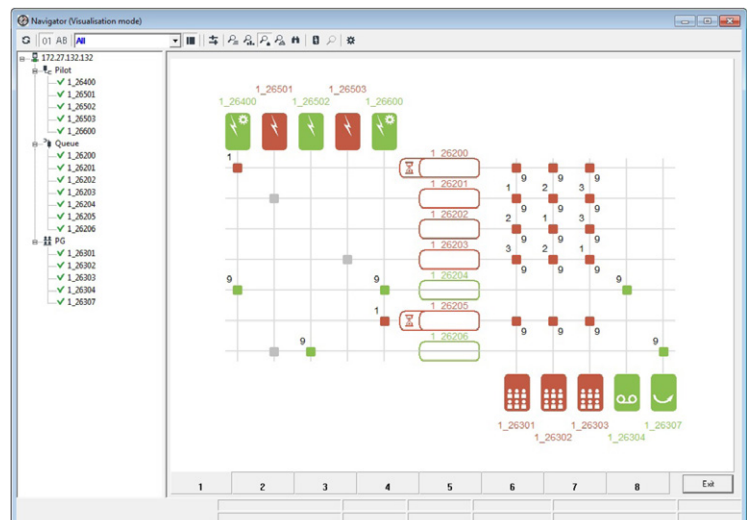 Navigator (Visualisation mode)
01 AB All
172.27.132.132
Pilot
1_26400
1_26501
1_26502
1_26503
1_26600
Queue
1_26200
1_26201
1_26202
1_26203
1_26204
1_26205
1_26206
PG
1_26301
1_26302
1_26303
1_26304
1_26307
1_26501 1_26503
1_26400 1_26502 1_26600
1 1_26200
9 9 9
1_26201 1 2 3
9 9 9
1_26202 2 1 3
9 9 9
1_26203 3 2 1
9 9 9
9 9 1_26204 9
1 1_26205
9 9 9
9 1_26206 9
1_26301 1_26303 1_26307
1_26302 1_26304
1 2 3 4 5 6 7 8 Exit